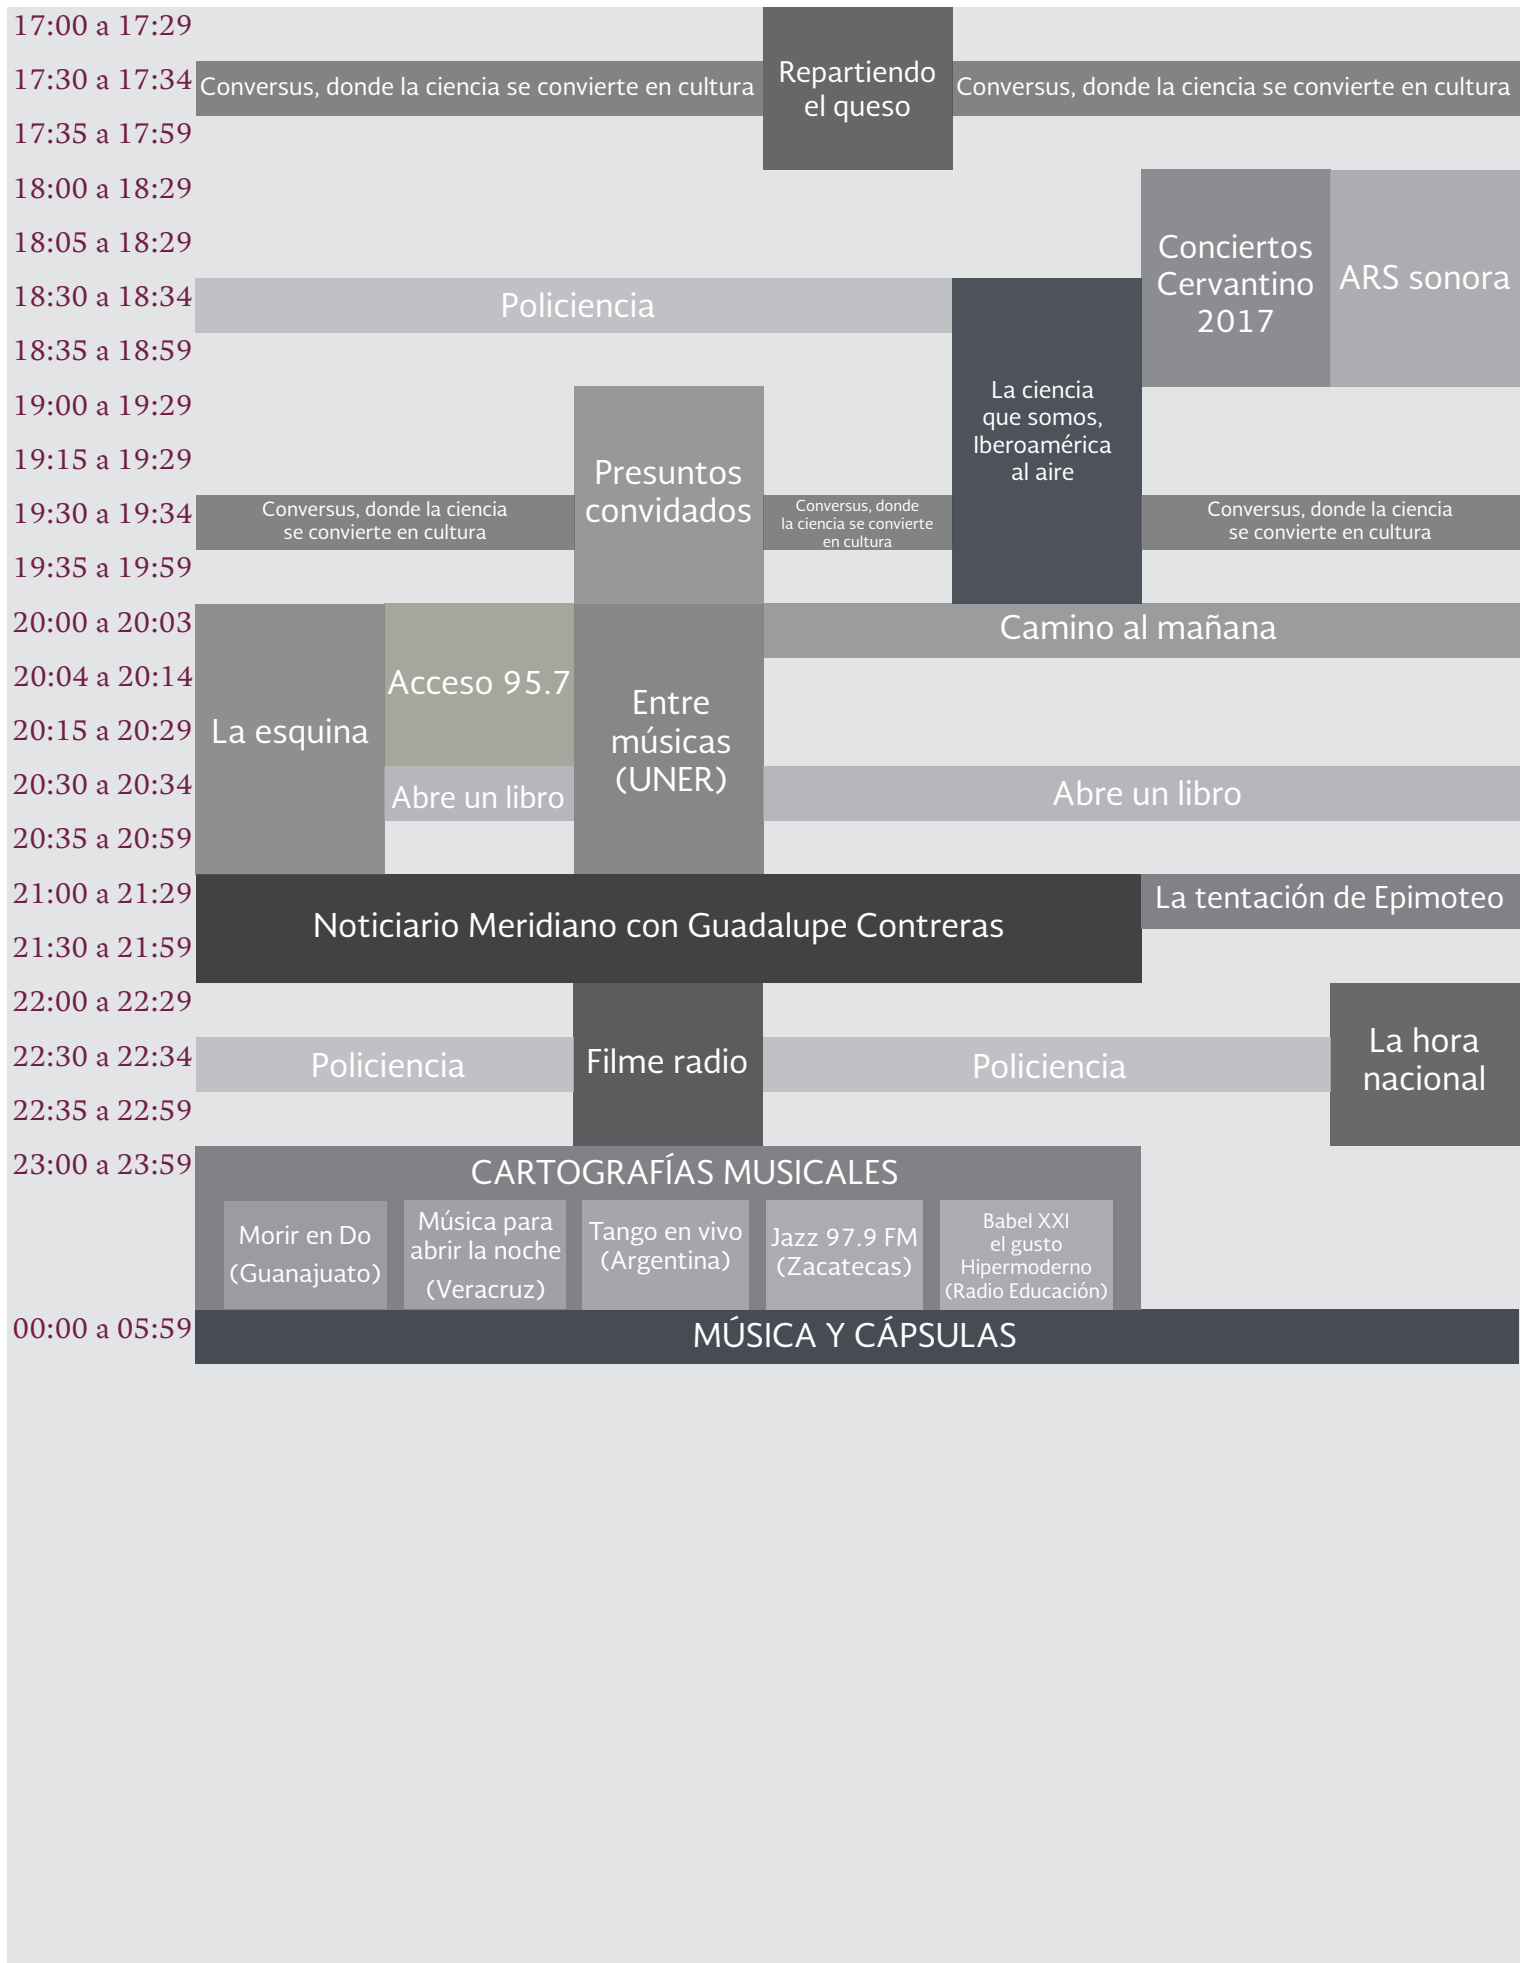 17:00 a 17:29
Repartiendo
el queso
17:30 a 17:34
Conversus, donde la ciencia se convierte en cultura
Conversus, donde la ciencia se convierte en cultura
17:35 a 17:59
18:00 a 18:29
18:05 a 18:29
Conciertos
Cervantino
2017
ARS sonora
18:30 a 18:34
Policiencia
18:35 a 18:59
La ciencia
que somos,
Iberoamérica
al aire
19:00 a 19:29
19:15 a 19:29
Presuntos
convidados
19:30 a 19:34
Conversus, donde la ciencia
se convierte en cultura
Conversus, donde
la ciencia se convierte
en cultura
Conversus, donde la ciencia
se convierte en cultura
19:35 a 19:59
20:00 a 20:03
Camino al mañana
20:04 a 20:14
Acceso 95.7
Entre
músicas
(UNER)
20:15 a 20:29
La esquina
20:30 a 20:34
Abre un libro
Abre un libro
20:35 a 20:59
21:00 a 21:29
La tentación de Epimoteo
Noticiario Meridiano con Guadalupe Contreras
21:30 a 21:59
22:00 a 22:29
La hora
nacional
22:30 a 22:34
Policiencia
Filme radio
Policiencia
22:35 a 22:59
23:00 a 23:59
CARTOGRAFÍAS MUSICALES
Morir en Do
(Guanajuato)
Música para
abrir la noche
(Veracruz)
Tango en vivo
(Argentina)
Jazz 97.9 FM
(Zacatecas)
Babel XXI
el gusto
Hipermoderno
(Radio Educación)
00:00 a 05:59
MÚSICA Y CÁPSULAS